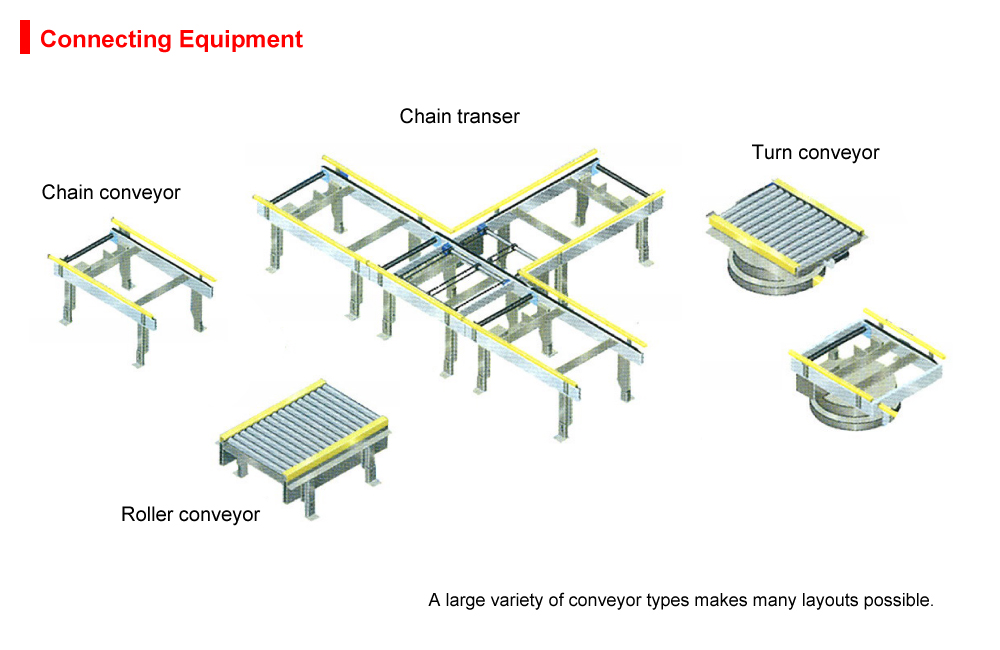 Connecting Equipment
Chain transer
Turn conveyor
Chain conveyor
Roller conveyor
A large variety of conveyor types makes many layouts possible.